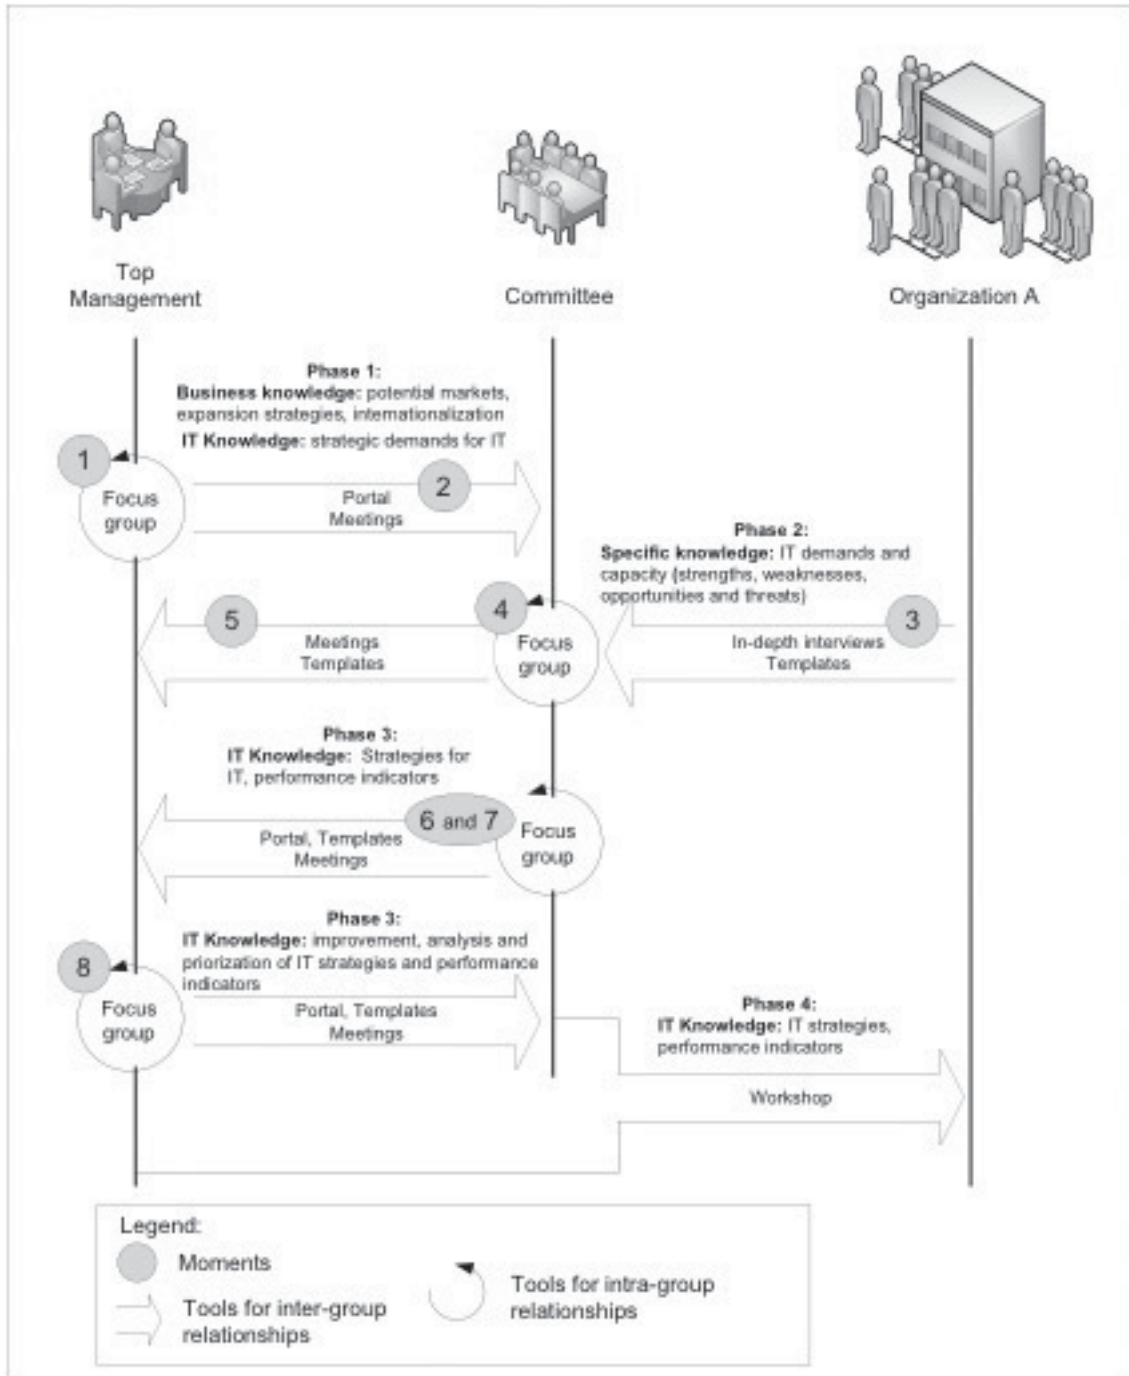 Top
Management
Committee
Organization A
Phase 1:
Business knowledge: potential markets,
expansion strategies, internationalization
IT Knowledge: strategic demands for IT
1
Focus
group
2
Portal
Meetings
Phase 2:
Specific knowledge: IT demands and
capacity (strengths, weaknesses,
opportunities and threats)
3
In-depth interviews
Templates
4
Focus
group
5
Meetings
Templates
Phase 3:
IT Knowledge: Strategies for
IT, performance indicators
6 and 7
Focus
group
Portal, Templates
Meetings
Phase 3:
IT Knowledge: improvement, analysis and
priorization of IT strategies and performance
indicators
8
Focus
group
Portal, Templates
Meetings
Phase 4:
IT Knowledge: IT strategies,
performance indicators
Workshop
Legend:
Moments
Tools for inter-group
relationships
Tools for intra-group
relationships